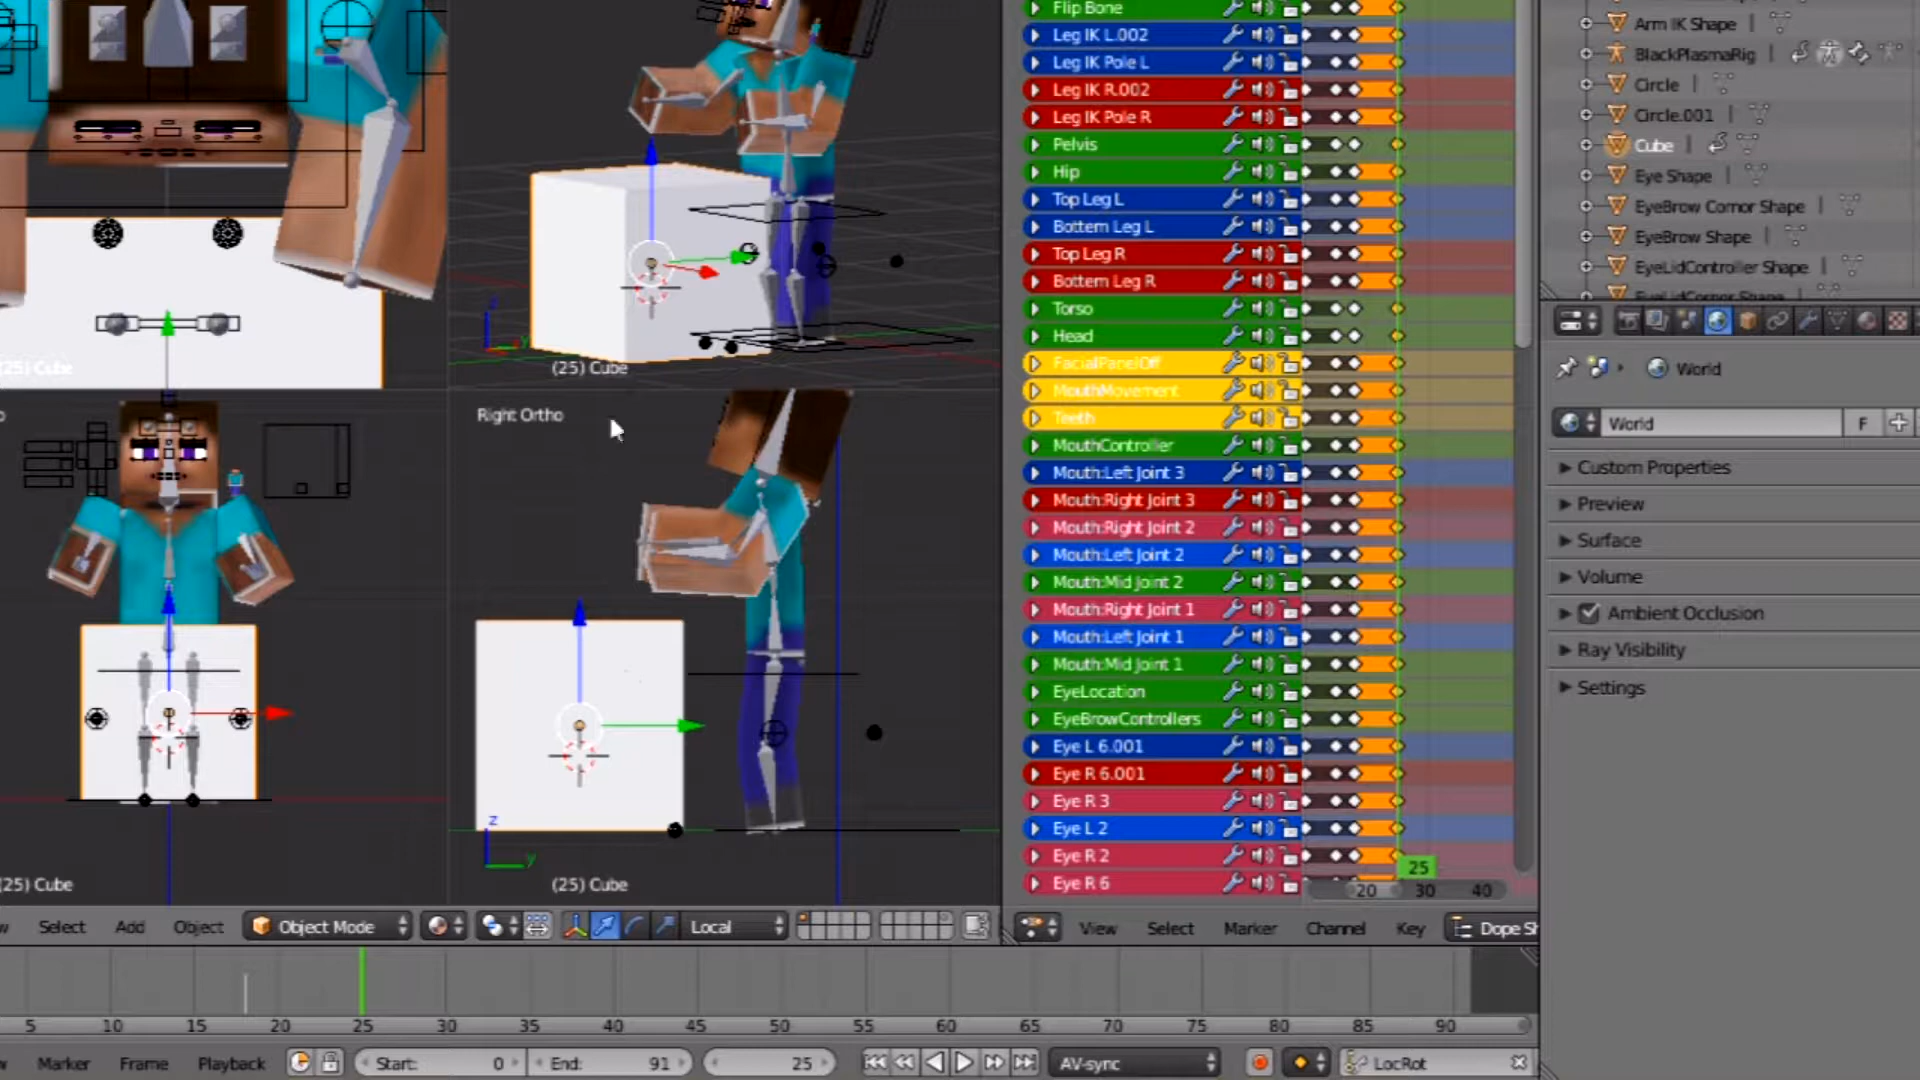 (25) Cube
(25) Cube
Right Ortho
z
y
(25) Cube
(25) Cube
Select
Add
Object
Object Mode
Local
Flip Bone
Leg IK L.002
Leg IK Pole L
Leg IK R.002
Leg IK Pole R
Pelvis
Hip
Top Leg L
Bottem Leg L
Top Leg R
Bottem Leg R
Torso
Head
FacialPanelOff
MouthMovement
Teeth
MouthController
Mouth:Left Joint 3
Mouth:Right Joint 3
Mouth:Right Joint 2
Mouth:Left Joint 2
Mouth:Mid Joint 2
Mouth:Right Joint 1
Mouth:Left Joint 1
Mouth:Mid Joint 1
EyeLocation
EyeBrowControllers
Eye L 6.001
Eye R 6.001
Eye R 3
Eye L 2
Eye R 2
Eye R 6
25
20 30 40
View
Select
Marker
Channel
Key
Dope Sh
Arm IK Shape
BlackPlasmaRig
Circle
Circle.001
Cube
Eye Shape
EyeBrow Cornor Shape
EyeBrow Shape
EyeLidController Shape
EyeLidCornor Shape
World
World
F
Custom Properties
Preview
Surface
Volume
Ambient Occlusion
Ray Visibility
Settings
5 10 15 20 25 30 35 40 45 50 55 60 65 70 75 80 85 90
Marker
Frame
Playback
Start: 0
End: 91
25
AV-sync
LocRot